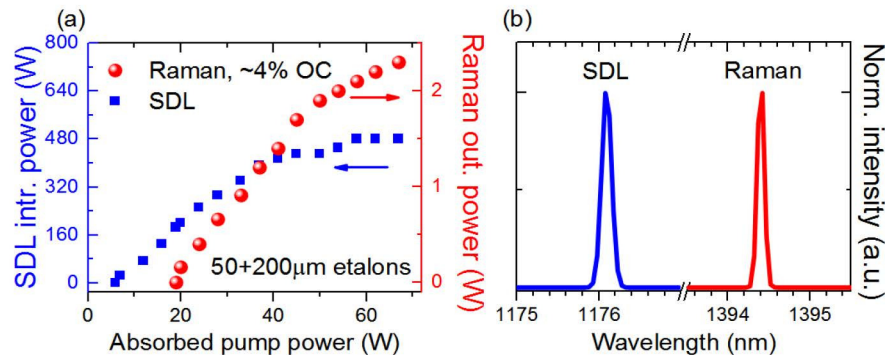 (a)
800
640
480
320
160
0
SDL intr. power (W)
Raman, ~4% OC
SDL
50+200μm etalons
2
1
0
Raman out. power (W)
0 20 40 60
Absorbed pump power (W)
(b)
SDL Raman
Norm. intensity (a.u.)
1175 1176 1394 1395
Wavelength (nm)